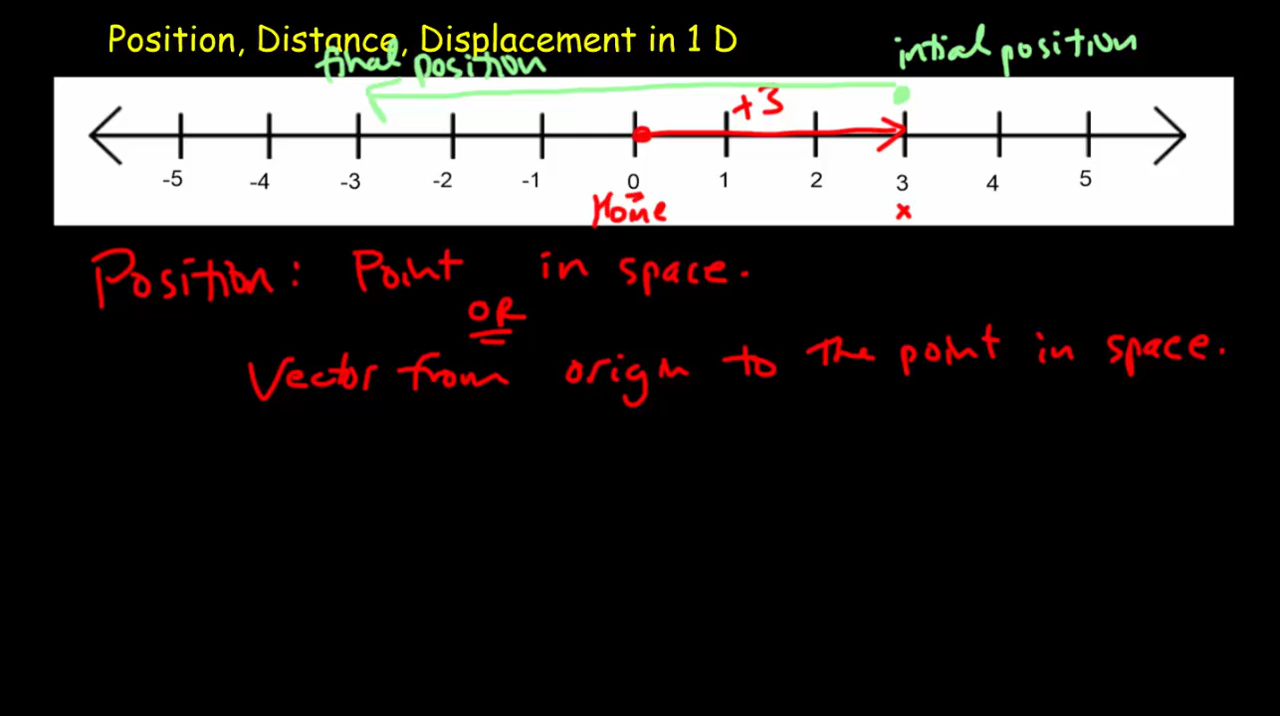 Position, Distance, Displacement in 1 D
final position
intial position
+3
-5 -4 -3 -2 -1 0 1 2 3 4 5
Home x
Position: Point in space.
OR
Vector from origin to the point in space.